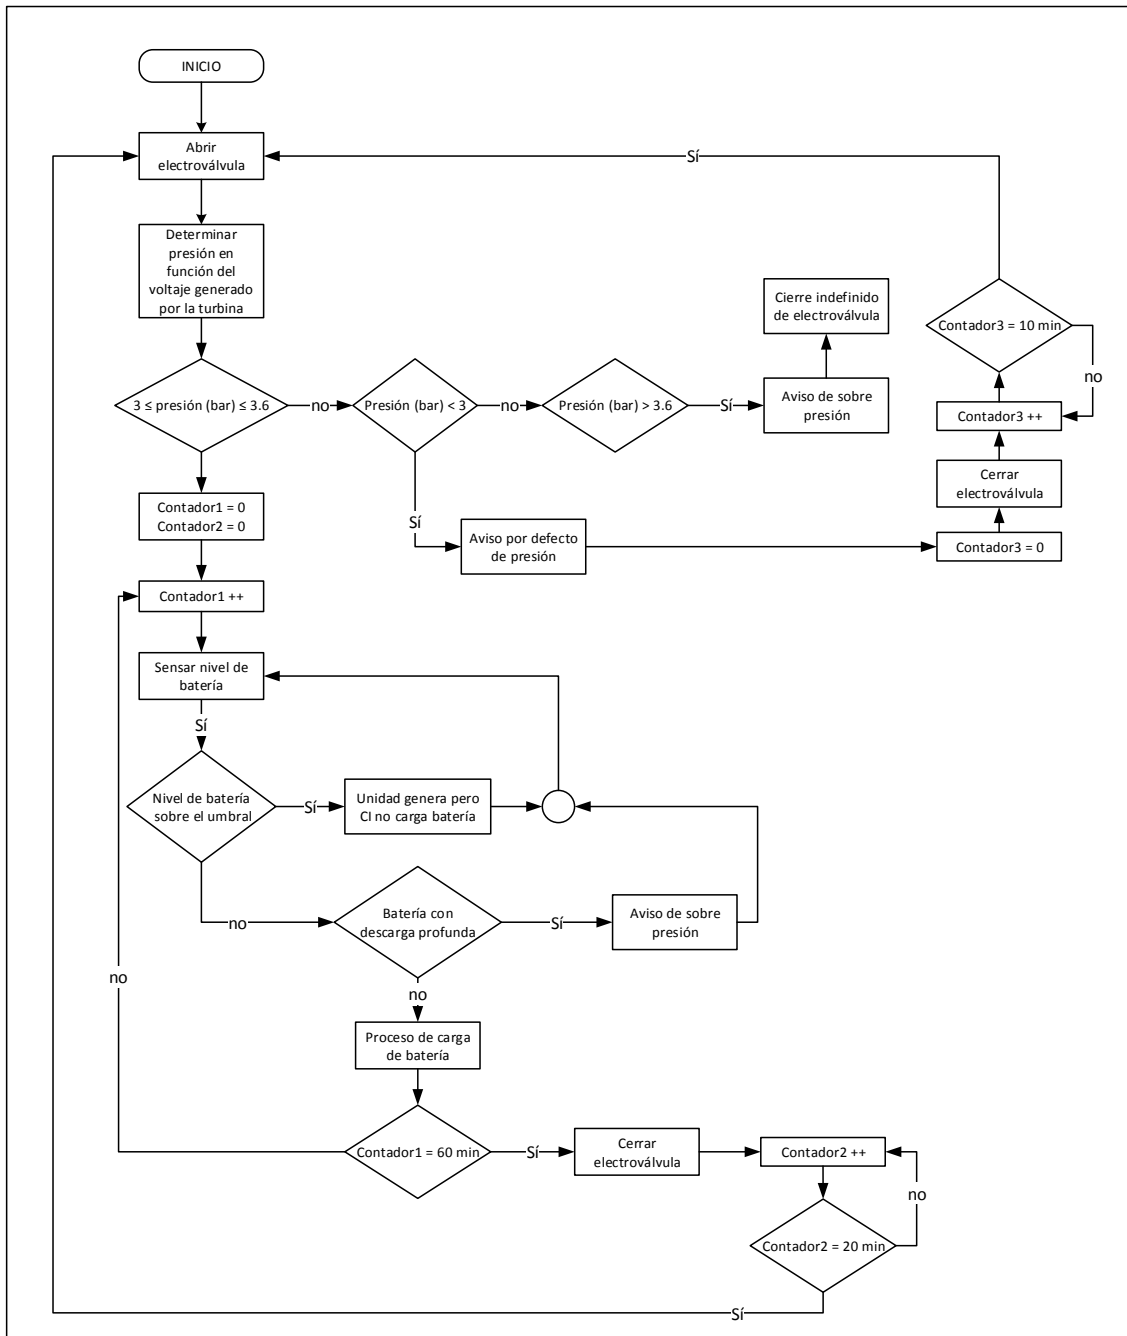 INICIO
Abrir
electroválvula
Sí
Determinar
presión en
función del
voltaje generado
por la turbina
Cierre indefinido
de electroválvula
Contador3 = 10 min
no
3 ≤ presión (bar) ≤ 3.6
no
Presión (bar) < 3
no
Presión (bar) > 3.6
Sí
Aviso de sobre
presión
Contador3 ++
Cerrar
electroválvula
Contador1 = 0
Contador2 = 0
Sí
Aviso por defecto
de presión
Contador3 = 0
Contador1 ++
Sensar nivel de
batería
Sí
Nivel de batería
sobre el umbral
Sí
Unidad genera pero
CI no carga batería
no
Batería con
descarga profunda
Sí
Aviso de sobre
presión
no
no
Proceso de carga
de batería
Contador1 = 60 min
Sí
Cerrar
electroválvula
Contador2 ++
no
Contador2 = 20 min
Sí